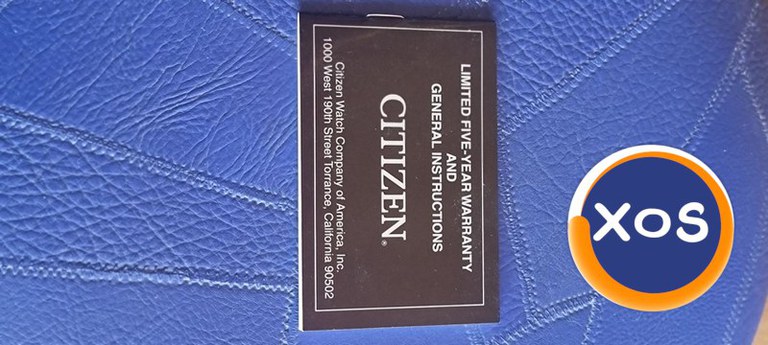 LIMITED FIVE-YEAR WARRANTY
AND
GENERAL INSTRUCTIONS
CITIZEN®
Citizen Watch Company of America, Inc.
1000 West 190th Street Torrance, California 90502
XOS